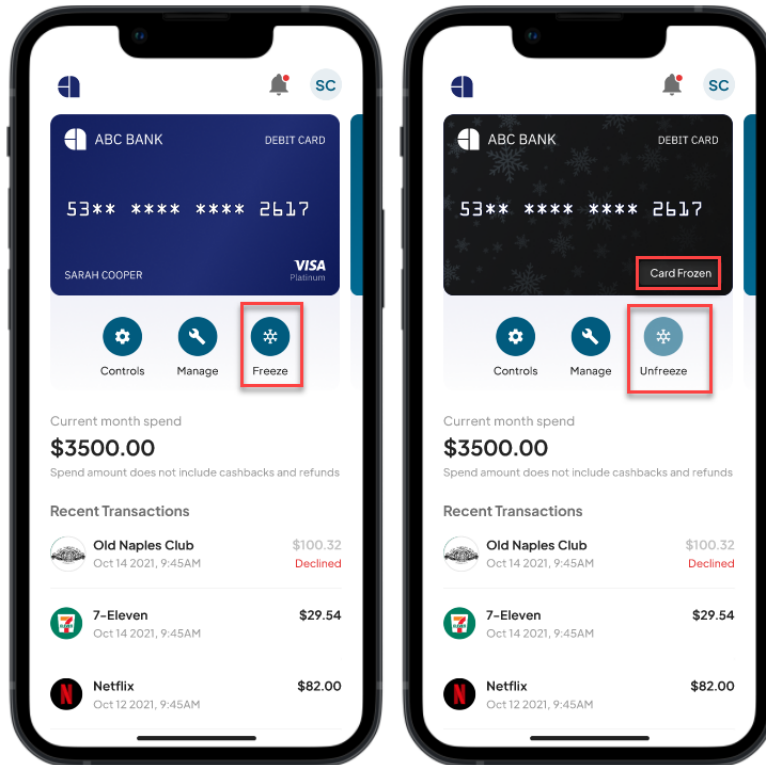 SC
ABC BANK
DEBIT CARD
53** **** **** 2617
SARAH COOPER
VISA
Platinum
Controls
Manage
Freeze
Current month spend
$3500.00
Spend amount does not include cashbacks and refunds
Recent Transactions
Old Naples Club
$100.32
Oct 14 2021, 9:45AM
Declined
7-Eleven
$29.54
Oct 14 2021, 9:45AM
Netflix
$82.00
Oct 12 2021, 9:45AM
SC
ABC BANK
DEBIT CARD
53** **** **** 2617
Card Frozen
Controls
Manage
Unfreeze
Current month spend
$3500.00
Spend amount does not include cashbacks and refunds
Recent Transactions
Old Naples Club
$100.32
Oct 14 2021, 9:45AM
Declined
7-Eleven
$29.54
Oct 14 2021, 9:45AM
Netflix
$82.00
Oct 12 2021, 9:45AM